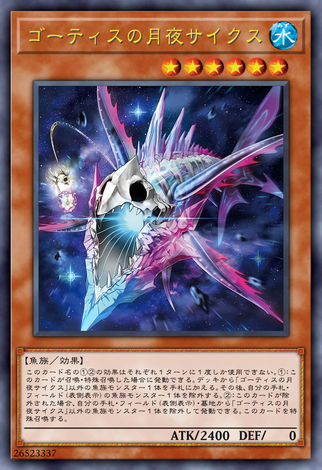 ゴーティスの月夜サイクス
水
【魚族/効果】
このカード名の①②の効果はそれぞれ1ターンに1度しか使用できない。①:こ
のカードが召喚・特殊召喚した場合に発動できる。デッキから「ゴーティスの月
夜サイクス」以外の魚族モンスター1体を手札に加える。その後、自分の手札・フ
ィールド(表側表示)の魚族モンスター1体を除外する。②:このカードが除
外された場合、自分の手札・フィールド(表側表示)・墓地から「ゴーティスの月
夜サイクス」以外の魚族モンスター1体を除外して発動できる。このカードを特
殊召喚する。
ATK/2400 DEF/ 0
26523337